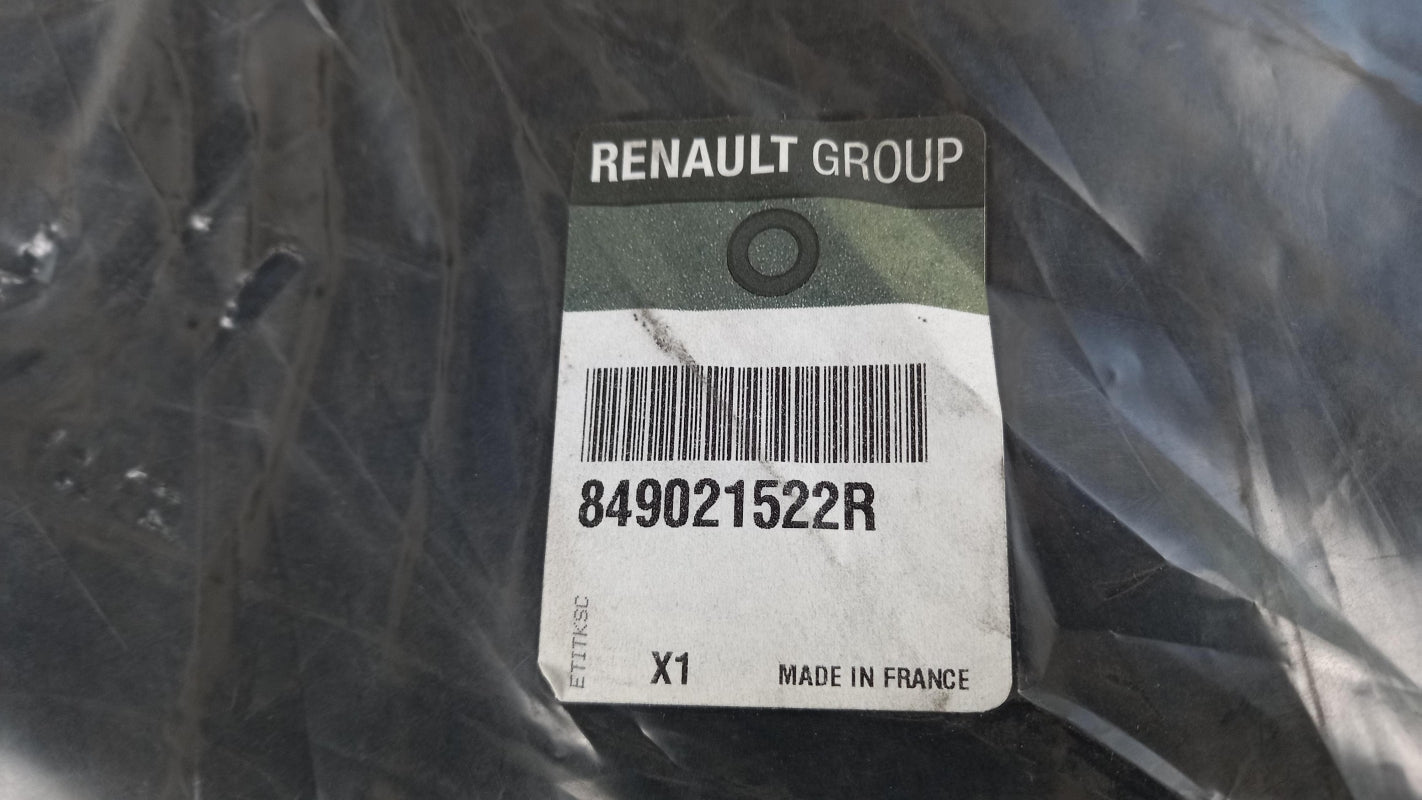 RENAULT GROUP
849021522R
ETITKSC
X1
MADE IN FRANCE